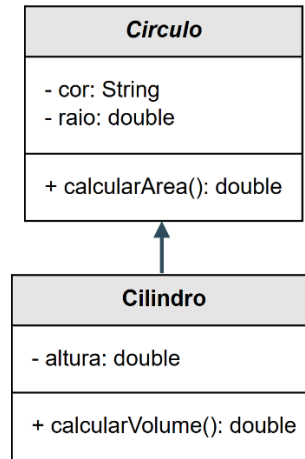 Circulo
- cor: String
- raio: double
+ calcularArea(): double
Cilindro
- altura: double
+ calcularVolume(): double